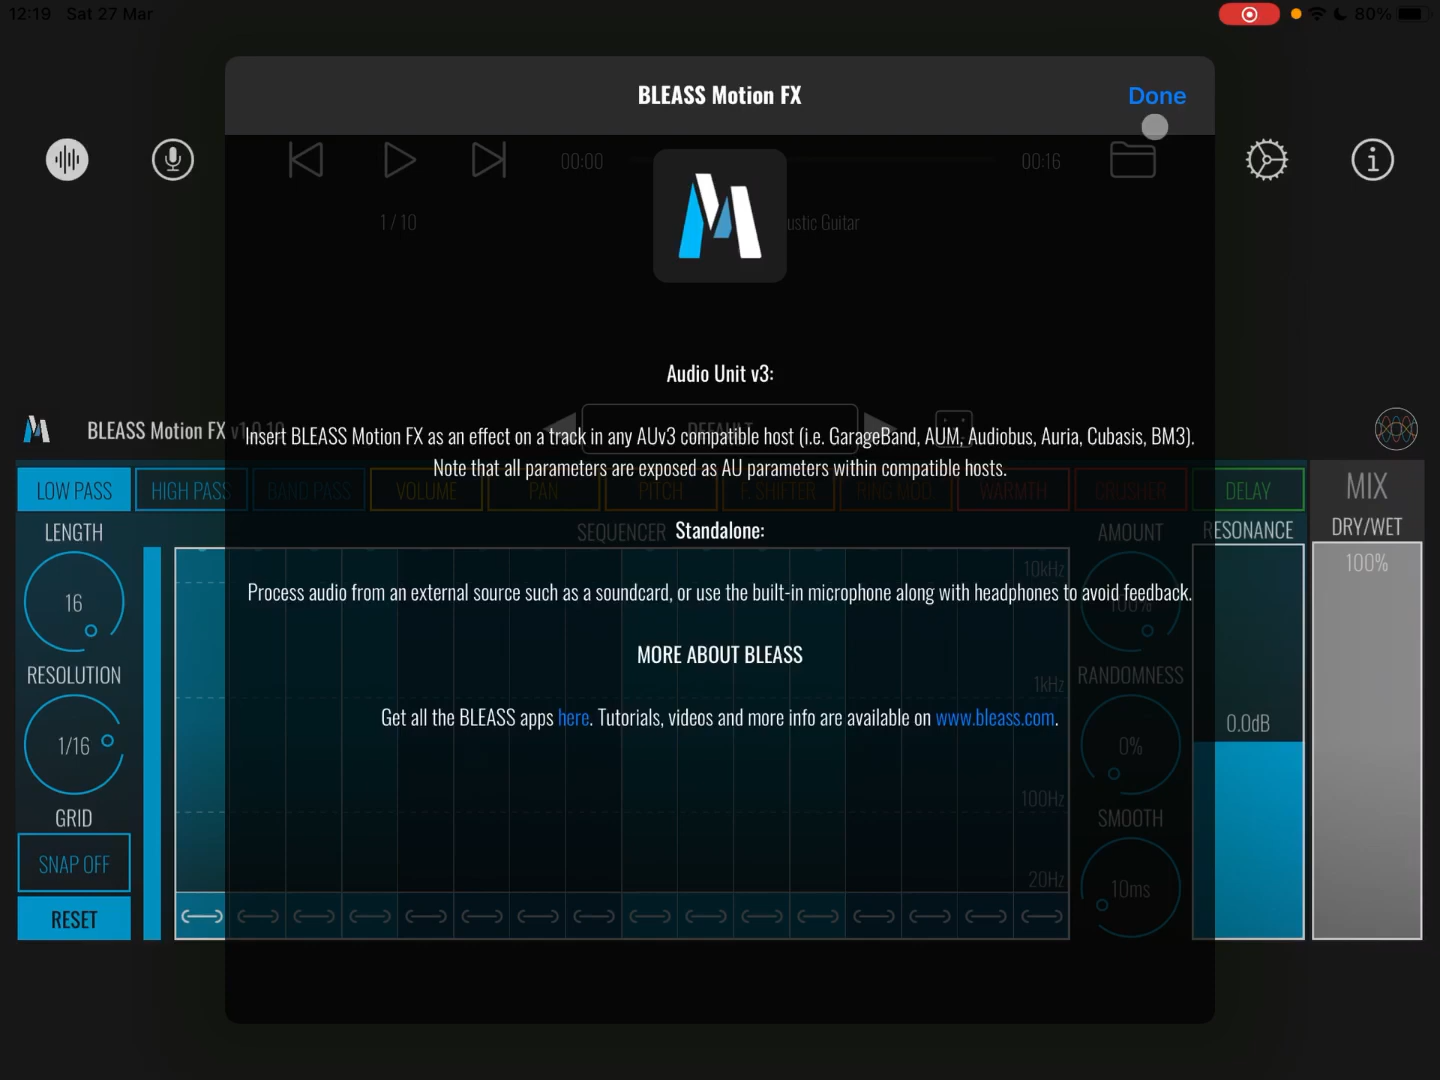 12:19 Sat 27 Mar
80%
BLEASS Motion FX
Done
00:00
00:16
1 / 10
ustic Guitar
Audio Unit v3:
BLEASS Motion FX v1.0.10
DEFAULT
Insert BLEASS Motion FX as an effect on a track in any AUv3 compatible host (i.e. GarageBand, AUM, Audiobus, Auria, Cubasis, BM3).
Note that all parameters are exposed as AU parameters within compatible hosts.
LOW PASS
HIGH PASS
BAND PASS
VOLUME
PAN
PITCH
F. SHIFTER
RING MOD
WARMTH
CRUSHER
DELAY
MIX
LENGTH
SEQUENCER
Standalone:
AMOUNT
RESONANCE
DRY/WET
100%
10kHz
16
100%
Process audio from an external source such as a soundcard, or use the built-in microphone along with headphones to avoid feedback.
MORE ABOUT BLEASS
RESOLUTION
1kHz
RANDOMNESS
Get all the BLEASS apps here. Tutorials, videos and more info are available on www.bleass.com.
0.0dB
1/16
0%
100Hz
GRID
SMOOTH
SNAP OFF
20Hz
10ms
RESET